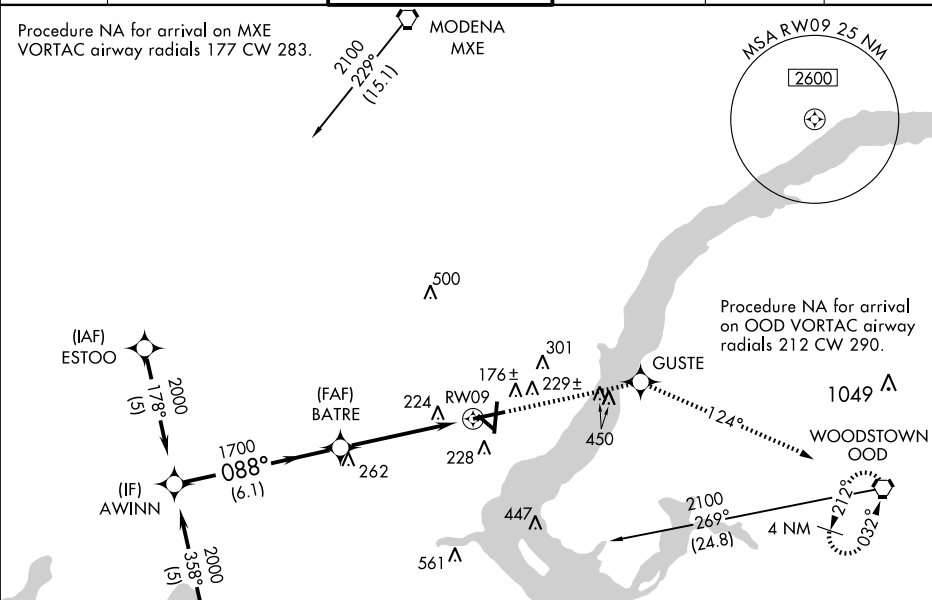 Procedure NA for arrival on MXE
VORTAC airway radials 177 CW 283.
MODENA
MXE
2100
229°
(15.1)
MSA RW09 25 NM
2600
500
Procedure NA for arrival
on OOD VORTAC airway
radials 212 CW 290.
(IAF)
ESTOO
2000
178°
(5)
(FAF)
BATRE
224
RW09
176±
301
229±
GUSTE
1049
450
124°
WOODSTOWN
OOD
1700
088°
(6.1)
262
228
(IF)
AWINN
2100
269°
(24.8)
4 NM
212°
032°
447
561
2000
358°
(5)